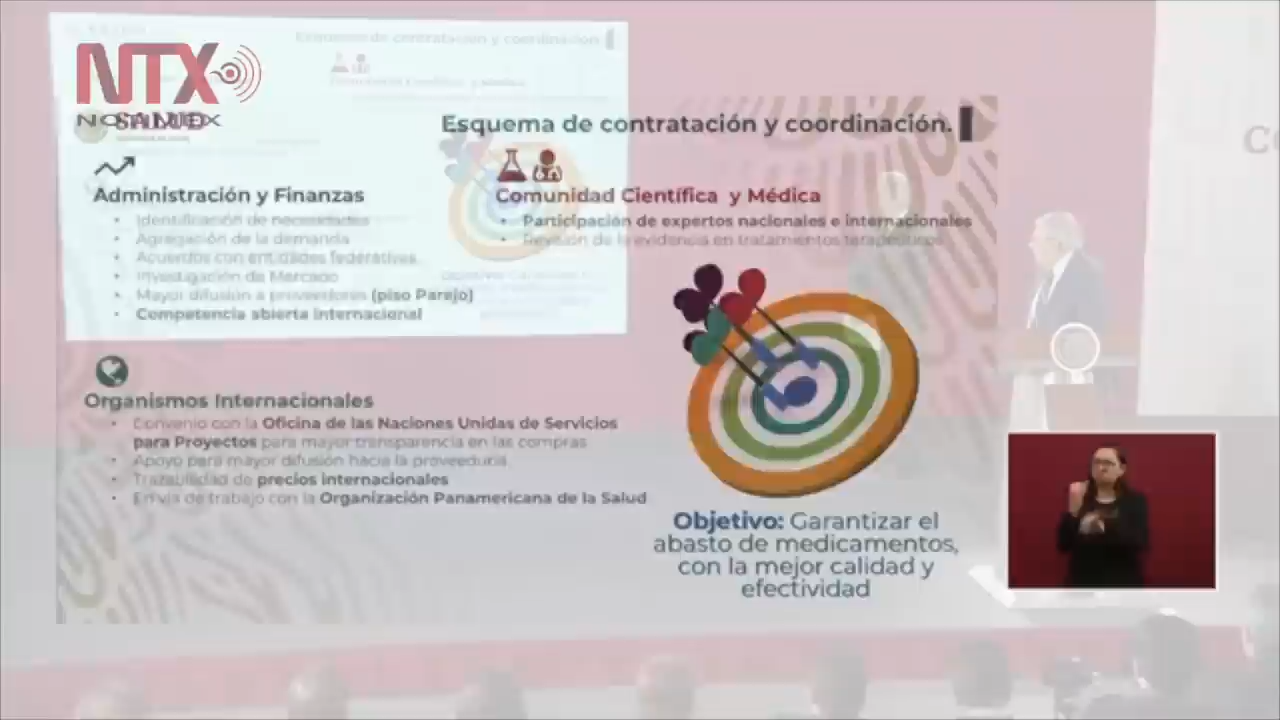 NTX
NOTIMEX
SALUD
Esquema de contratación y coordinación.
Administración y Finanzas
• Identificación de necesidades
• Agregación de la demanda
• Acuerdos con entidades federativas
• Investigación de Mercado
• Mayor difusión a proveedores (piso Parejo)
• Competencia abierta internacional
Comunidad Científica y Médica
• Participación de expertos nacionales e internacionales
• Revisión de la evidencia en tratamientos terapéuticos
Organismos Internacionales
• Convenio con la Oficina de las Naciones Unidas de Servicios
para Proyectos para mayor transparencia en las compras
• Apoyo para mayor difusión hacia la proveeduría
• Trazabilidad de precios internacionales
• En vía de trabajo con la Organización Panamericana de la Salud
Objetivo: Garantizar el
abasto de medicamentos,
con la mejor calidad y
efectividad